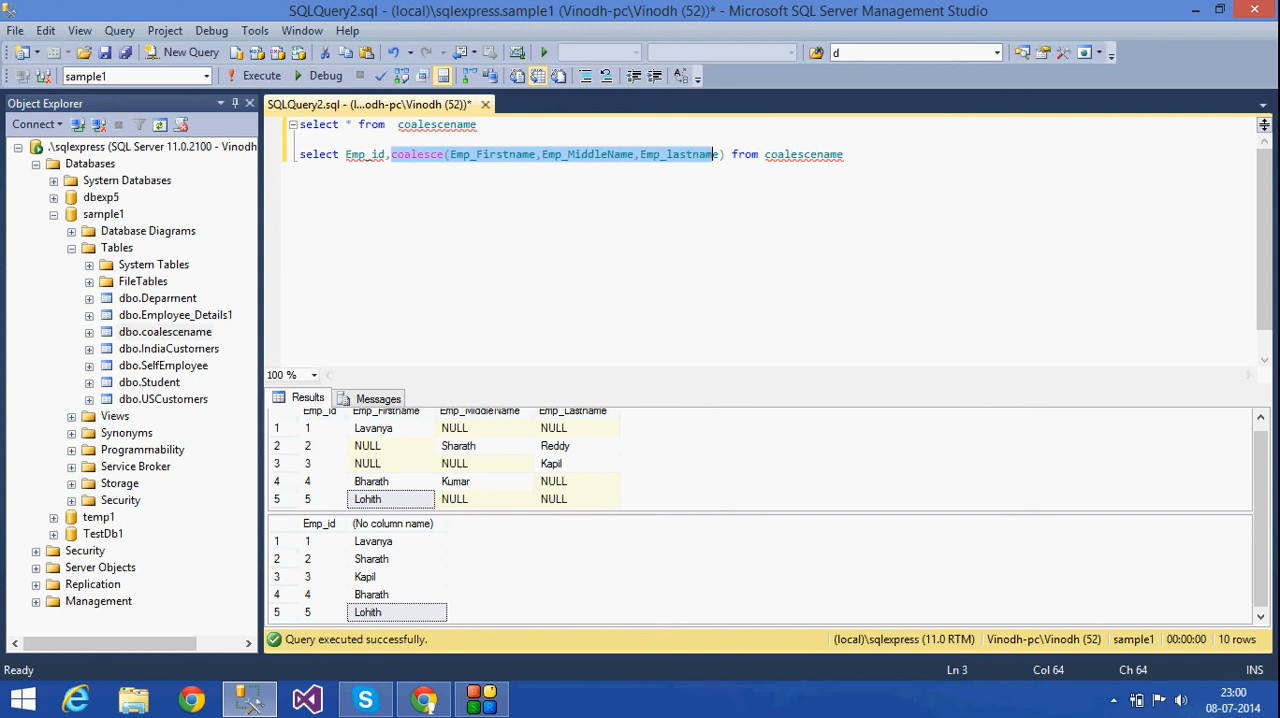 SQLQuery2.sql - (local)\sqlexpress.sample1 (Vinodh-pc\Vinodh (52))* - Microsoft SQL Server Management Studio
File Edit View Query Project Debug Tools Window Help
New Query d
sample1 Execute Debug
Object Explorer
SQLQuery2.sql - (l...odh-pc\Vinodh (52))*
Connect
.\sqlexpress (SQL Server 11.0.2100 - Vinodh
Databases
System Databases
dbexp5
sample1
Database Diagrams
Tables
System Tables
FileTables
dbo.Deparment
dbo.Employee_Details1
dbo.coalescename
dbo.IndiaCustomers
dbo.SelfEmployee
dbo.Student
dbo.USCustomers
Views
Synonyms
Programmability
Service Broker
Storage
Security
temp1
TestDb1
Security
Server Objects
Replication
Management
select * from  coalescename
select Emp_id,coalesce(Emp_Firstname,Emp_MiddleName,Emp_lastname) from coalescename
100 %
Results Messages
Emp_id Emp_Firstname Emp_MiddleName Emp_Lastname
1 1 Lavanya NULL NULL
2 2 NULL Sharath Reddy
3 3 NULL NULL Kapil
4 4 Bharath Kumar NULL
5 5 Lohith NULL NULL
Emp_id (No column name)
1 1 Lavanya
2 2 Sharath
3 3 Kapil
4 4 Bharath
5 5 Lohith
Query executed successfully. (local)\sqlexpress (11.0 RTM) Vinodh-pc\Vinodh (52) sample1 00:00:00 10 rows
Ready Ln 3 Col 64 Ch 64 INS
23:00
08-07-2014